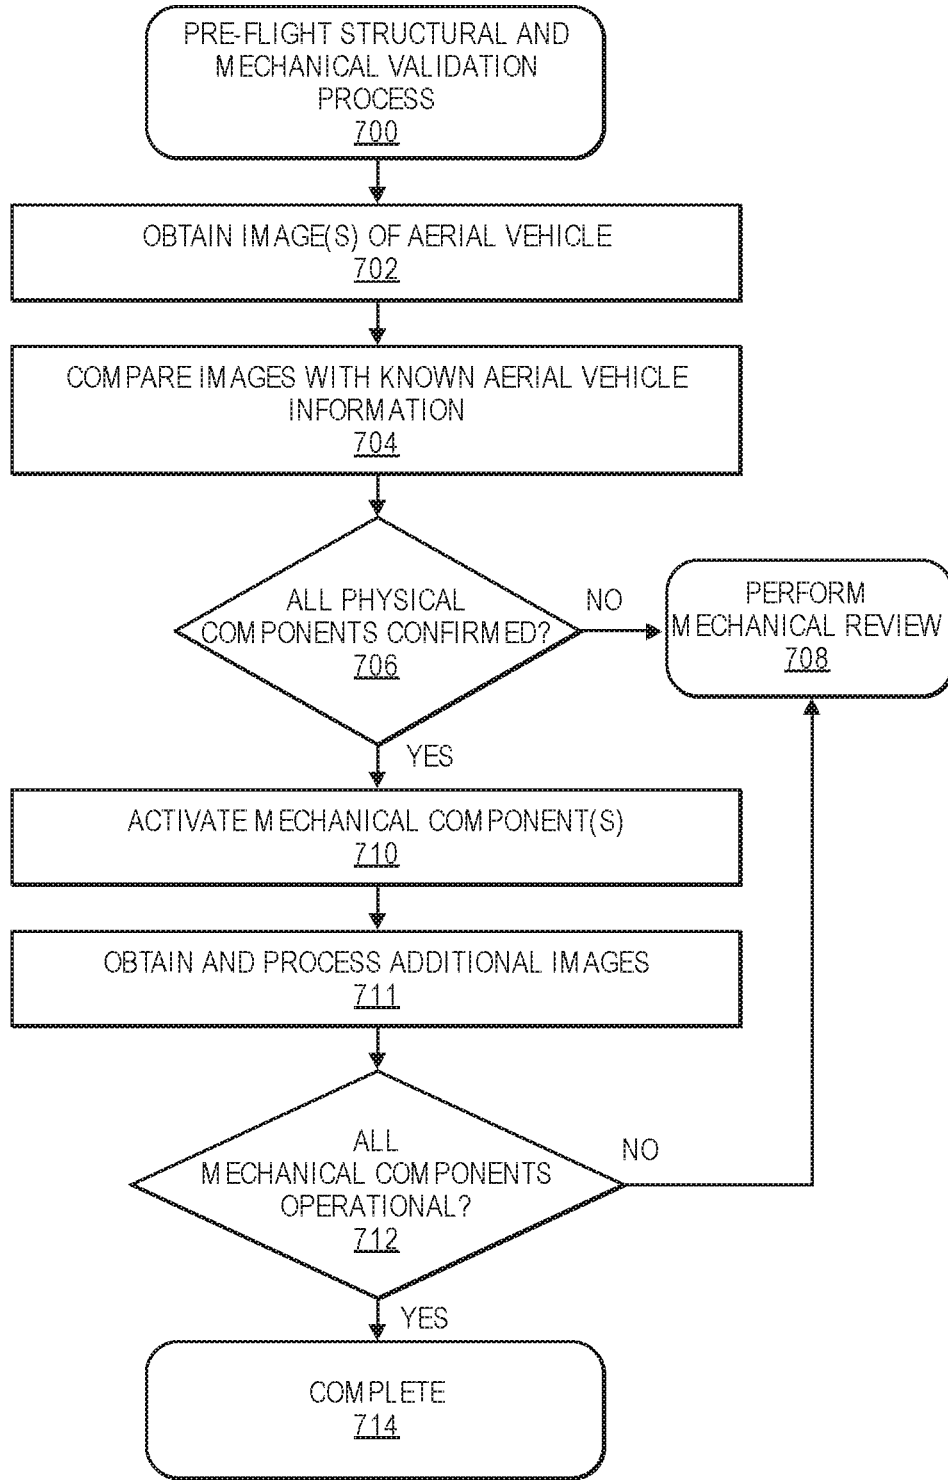 PRE-FLIGHT STRUCTURAL AND
MECHANICAL VALIDATION
PROCESS
700
OBTAIN IMAGE(S) OF AERIAL VEHICLE
702
COMPARE IMAGES WITH KNOWN AERIAL VEHICLE
INFORMATION
704
ALL PHYSICAL
COMPONENTS CONFIRMED?
706
NO
PERFORM
MECHANICAL REVIEW
708
YES
ACTIVATE MECHANICAL COMPONENT(S)
710
OBTAIN AND PROCESS ADDITIONAL IMAGES
711
ALL
MECHANICAL COMPONENTS
OPERATIONAL?
712
NO
YES
COMPLETE
714